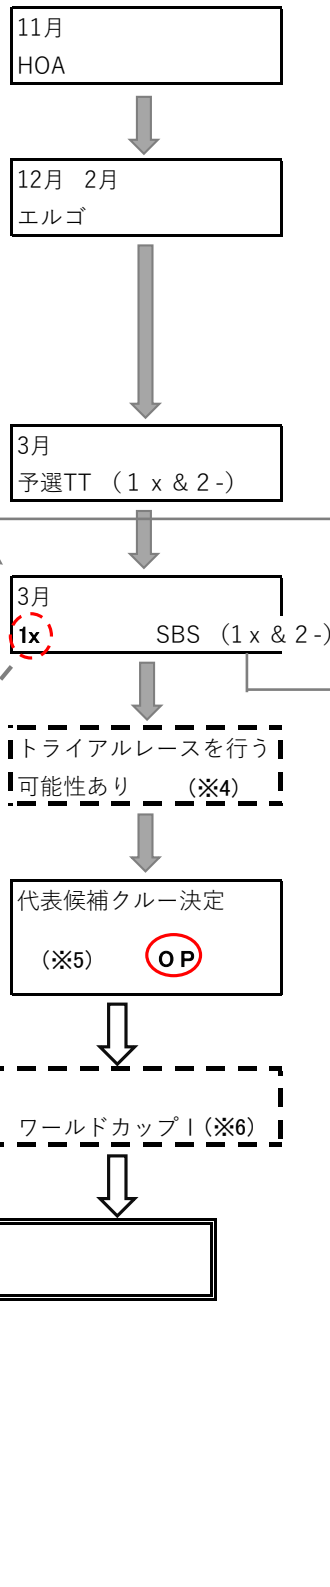 11月
HOA
12月 2月
エルゴ
3月
予選TT (1 x & 2 -)
3月
1x SBS (1 x & 2 -)
トライアルレースを行う
可能性あり (※4)
代表候補クルー決定
(※5) O P
ワールドカップ I (※6)